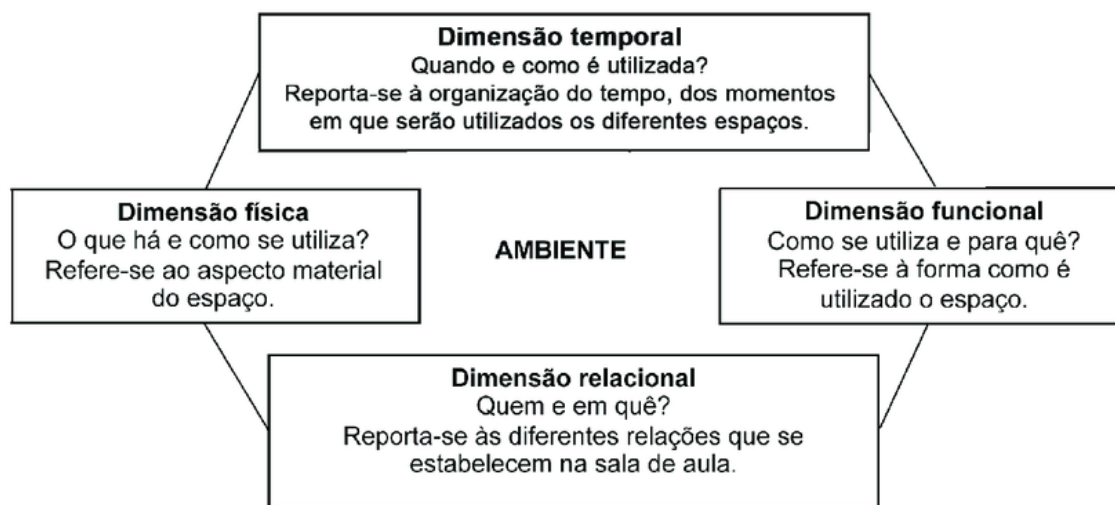 Dimensão temporal
Quando e como é utilizada?
Reporta-se à organização do tempo, dos momentos
em que serão utilizados os diferentes espaços.
Dimensão física
O que há e como se utiliza?
Refere-se ao aspecto material
do espaço.
AMBIENTE
Dimensão funcional
Como se utiliza e para quê?
Refere-se à forma como é
utilizado o espaço.
Dimensão relacional
Quem e em quê?
Reporta-se às diferentes relações que se
estabelecem na sala de aula.